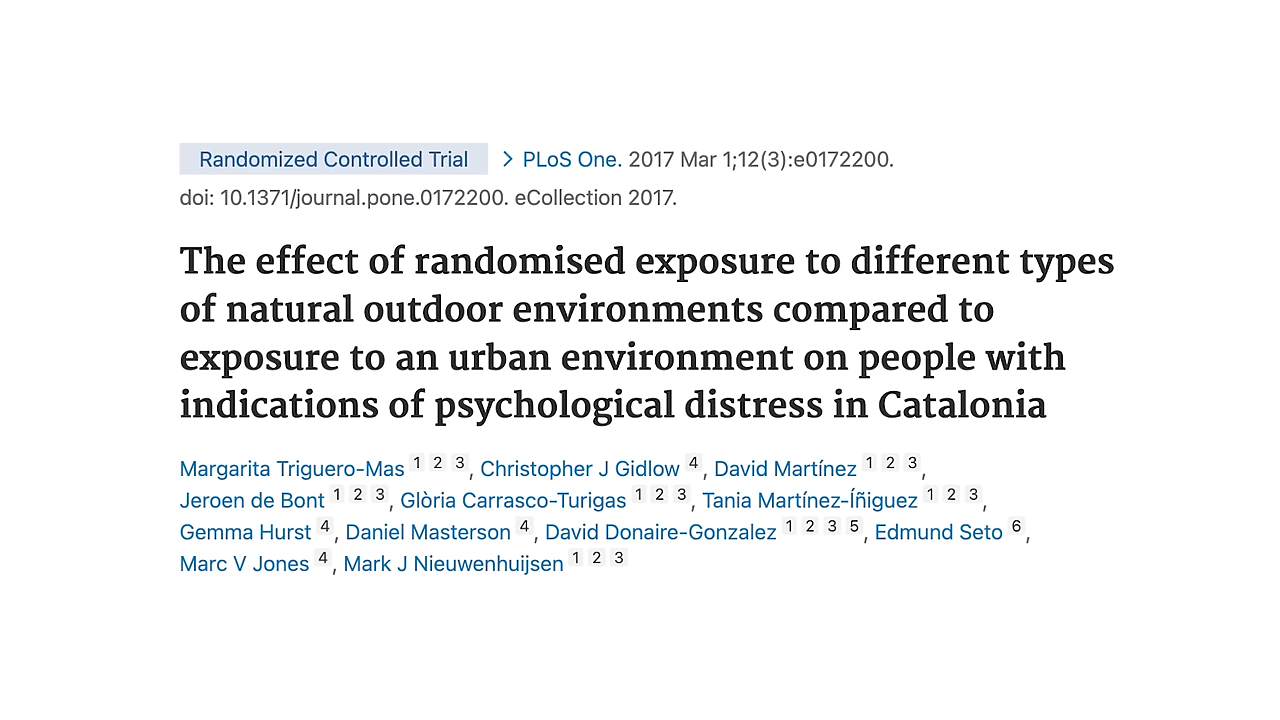 Randomized Controlled Trial > PLoS One. 2017 Mar 1;12(3):e0172200.
doi: 10.1371/journal.pone.0172200. eCollection 2017.
The effect of randomised exposure to different types
of natural outdoor environments compared to
exposure to an urban environment on people with
indications of psychological distress in Catalonia
Margarita Triguero-Mas 1 2 3, Christopher J Gidlow 4, David Martínez 1 2 3,
Jeroen de Bont 1 2 3, Glòria Carrasco-Turigas 1 2 3, Tania Martínez-Íñiguez 1 2 3,
Gemma Hurst 4, Daniel Masterson 4, David Donaire-Gonzalez 1 2 3 5, Edmund Seto 6,
Marc V Jones 4, Mark J Nieuwenhuijsen 1 2 3